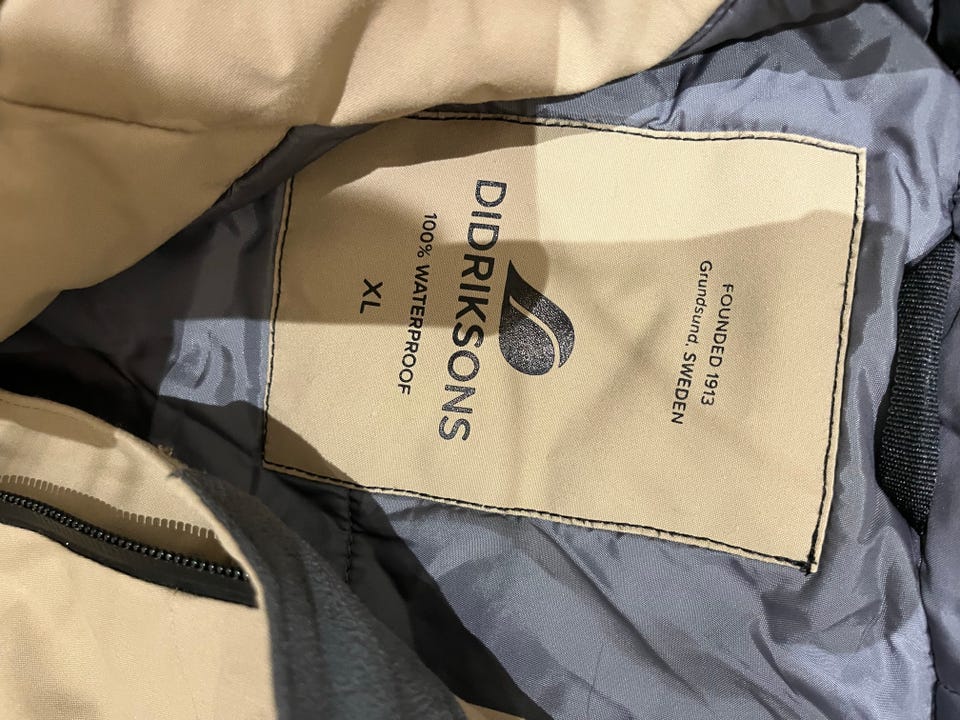 FOUNDED 1913
Grundsund, SWEDEN
DIDRIKSONS
100% WATERPROOF
XL